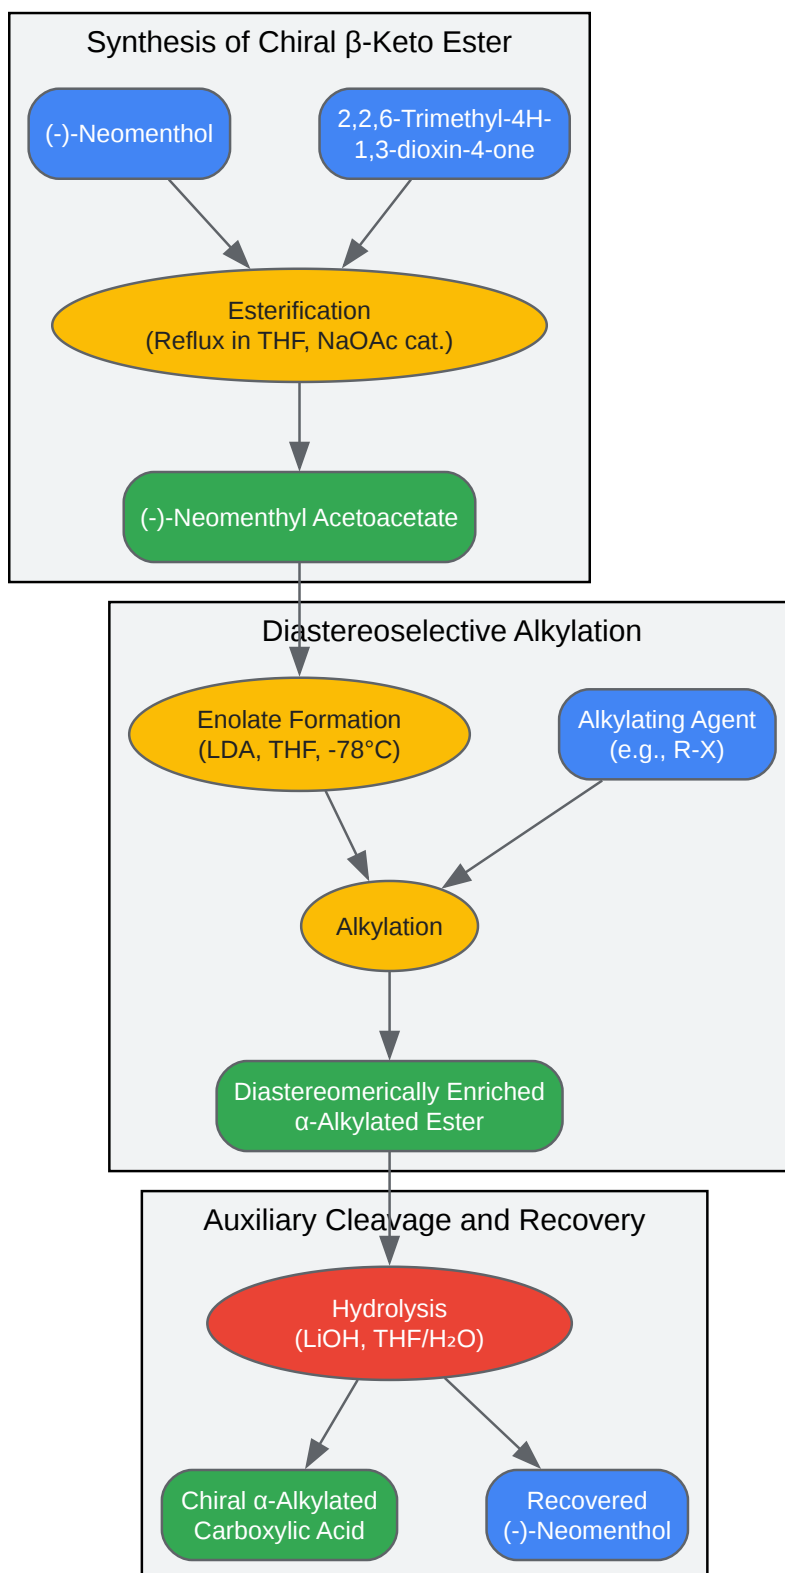 Synthesis of Chiral β-Keto Ester
(-)-Neomenthol
2,2,6-Trimethyl-4H-
1,3-dioxin-4-one
Esterification
(Reflux in THF, NaOAc cat.)
(-)-Neomenthyl Acetoacetate
Diastereoselective Alkylation
Enolate Formation
(LDA, THF, -78°C)
Alkylating Agent
(e.g., R-X)
Alkylation
Diastereomerically Enriched
α-Alkylated Ester
Auxiliary Cleavage and Recovery
Hydrolysis
(LiOH, THF/H₂O)
Chiral α-Alkylated
Carboxylic Acid
Recovered
(-)-Neomenthol